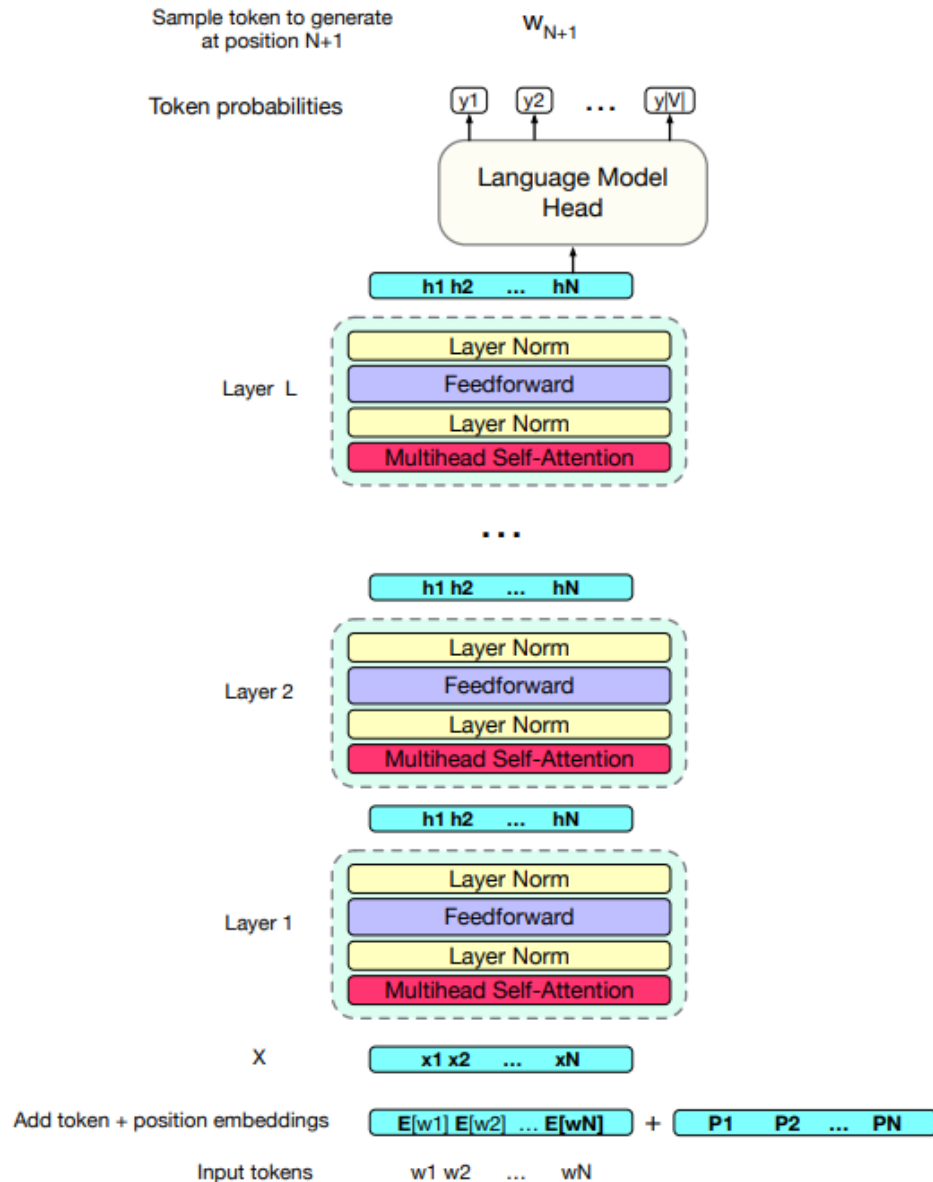 Sample token to generate
at position N+1
w_{N+1}
Token probabilities
y1 y2 ... y|V|
Language Model
Head
h1 h2 ... hN
Layer L
Layer Norm
Feedforward
Layer Norm
Multihead Self-Attention
...
h1 h2 ... hN
Layer 2
Layer Norm
Feedforward
Layer Norm
Multihead Self-Attention
h1 h2 ... hN
Layer 1
Layer Norm
Feedforward
Layer Norm
Multihead Self-Attention
X
x1 x2 ... xN
Add token + position embeddings
E[w1] E[w2] ... E[wN] + P1 P2 ... PN
Input tokens
w1 w2 ... wN